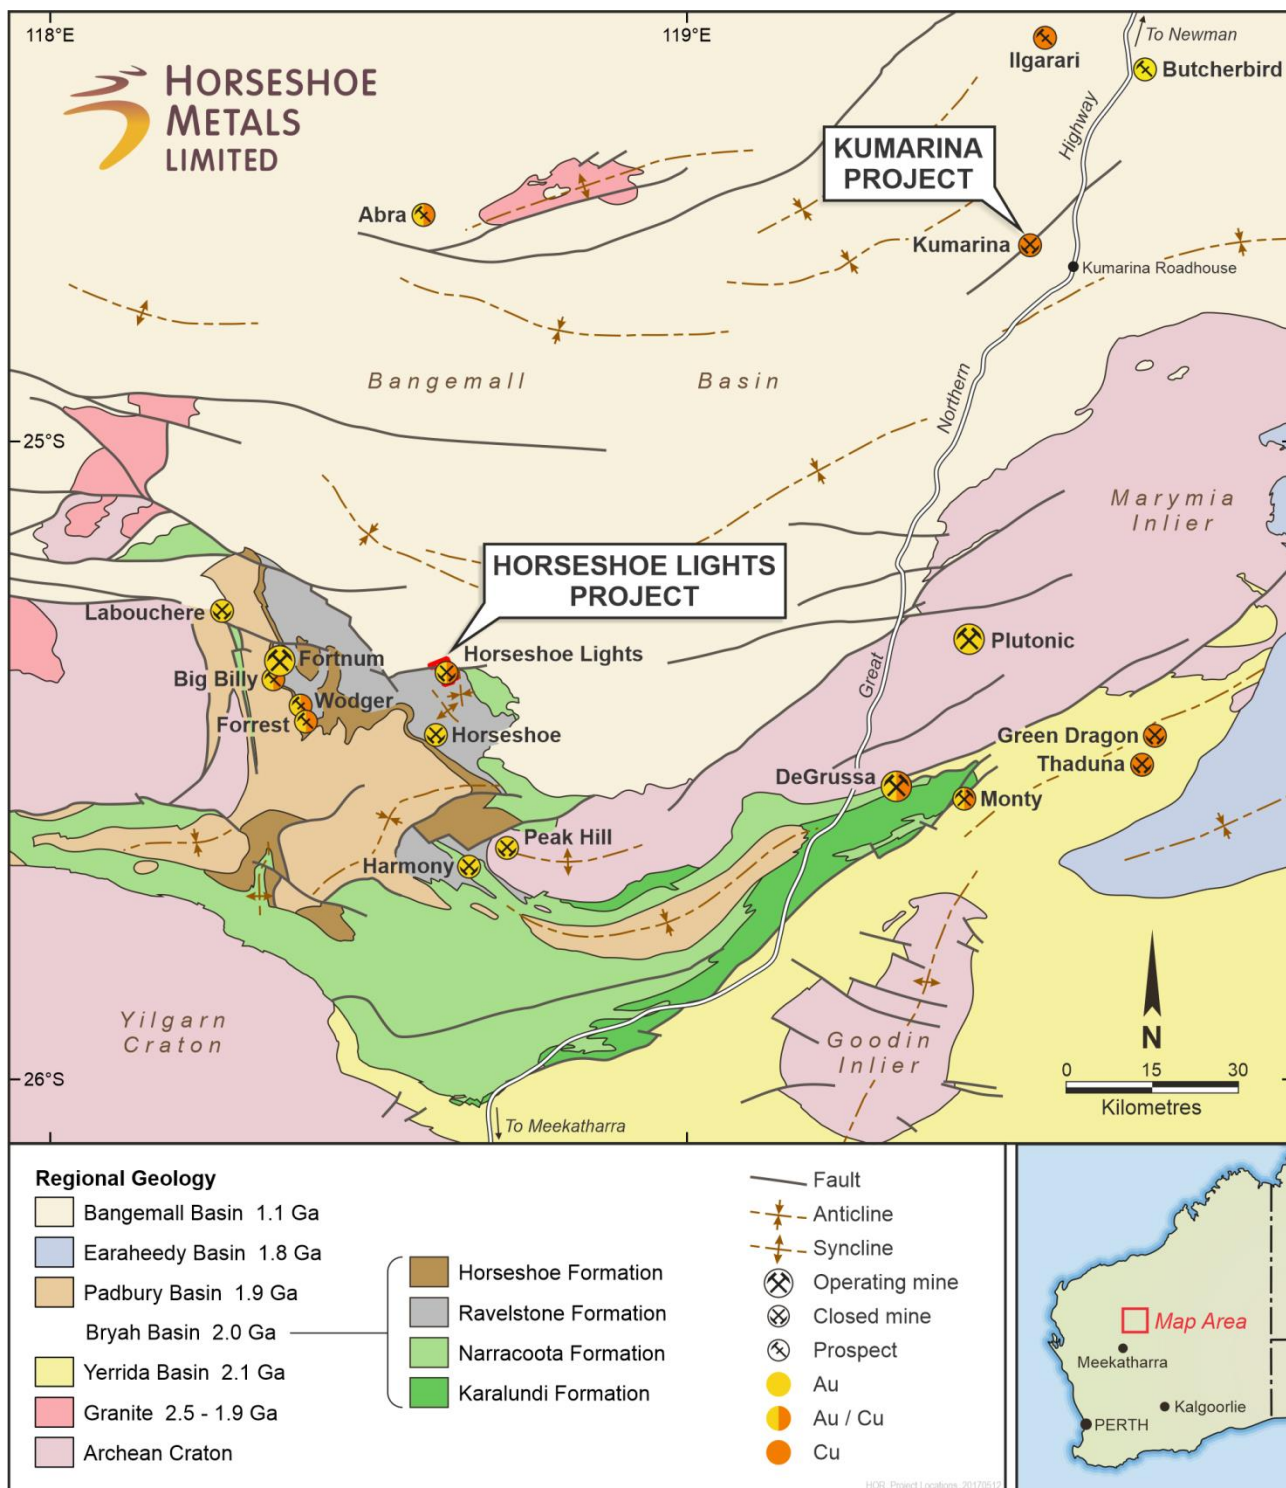 118°E
119°E
To Newman
HORSESHOE
METALS
LIMITED
Ilgarari
Butcherbird
Highway
KUMARINA
PROJECT
Abra
Kumarina
Kumarina Roadhouse
Bangemall Basin
Northern
25°S
Marymia
Inlier
HORSESHOE LIGHTS
PROJECT
Labouchere
Fortnum
Horseshoe Lights
Plutonic
Big Billy
Great
Wodger
Forrest
Horseshoe
Green Dragon
Thaduna
DeGrussa
Monty
Peak Hill
Harmony
Yilgarn
Craton
Goodin
Inlier
N
26°S
0 15 30
Kilometres
To Meekatharra
Regional Geology
Bangemall Basin 1.1 Ga
Earaheedy Basin 1.8 Ga
Padbury Basin 1.9 Ga
Bryah Basin 2.0 Ga
Yerrida Basin 2.1 Ga
Granite 2.5 - 1.9 Ga
Archean Craton
Horseshoe Formation
Ravelstone Formation
Narracoota Formation
Karalundi Formation
Fault
Anticline
Syncline
Operating mine
Closed mine
Prospect
Au
Au / Cu
Cu
HOR_Project Locations_20170512
Map Area
Meekatharra
Kalgoorlie
PERTH